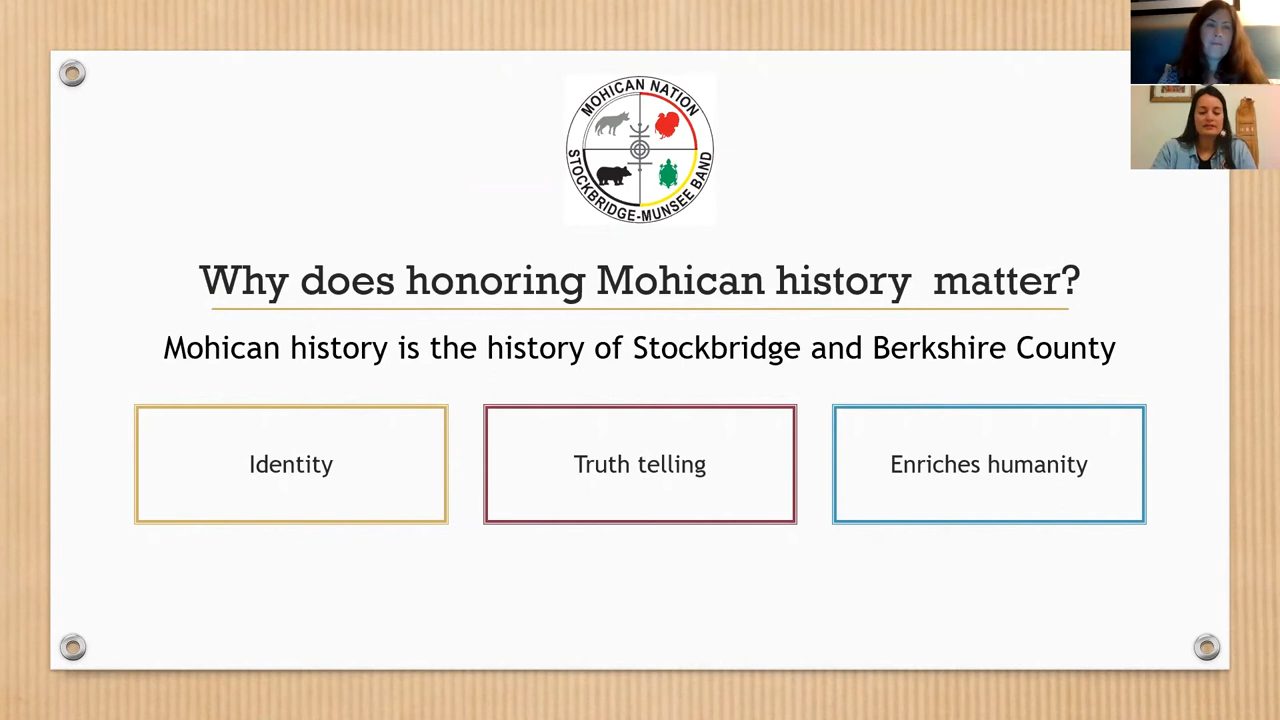 MOHICAN NATION
STOCKBRIDGE-MUNSEE BAND
Why does honoring Mohican history  matter?
Mohican history is the history of Stockbridge and Berkshire County
Identity
Truth telling
Enriches humanity